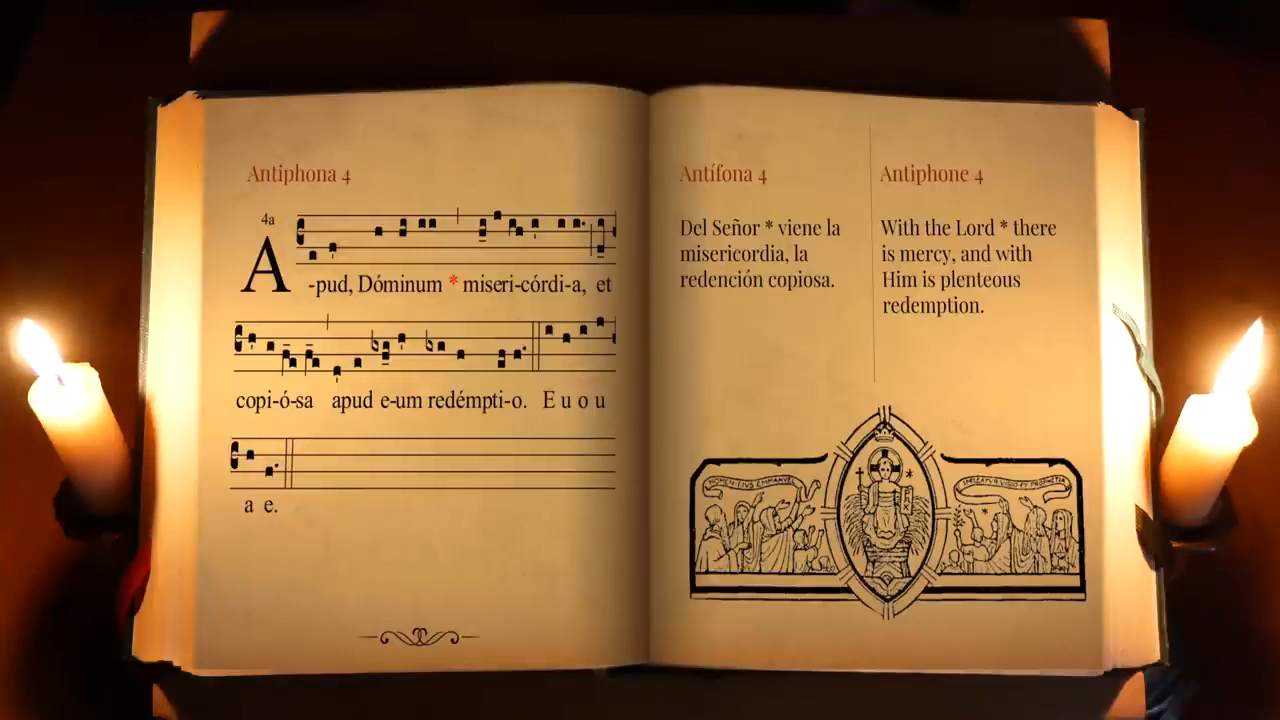 Antiphona 4
4a
A-pud, Dóminum * miseri-córdi-a, et
copi-ó-sa apud e-um redémpti-o. E u o u
a e.
Antífona 4
Del Señor * viene la
misericordia, la
redención copiosa.
Antiphone 4
With the Lord * there
is mercy, and with
Him is plenteous
redemption.